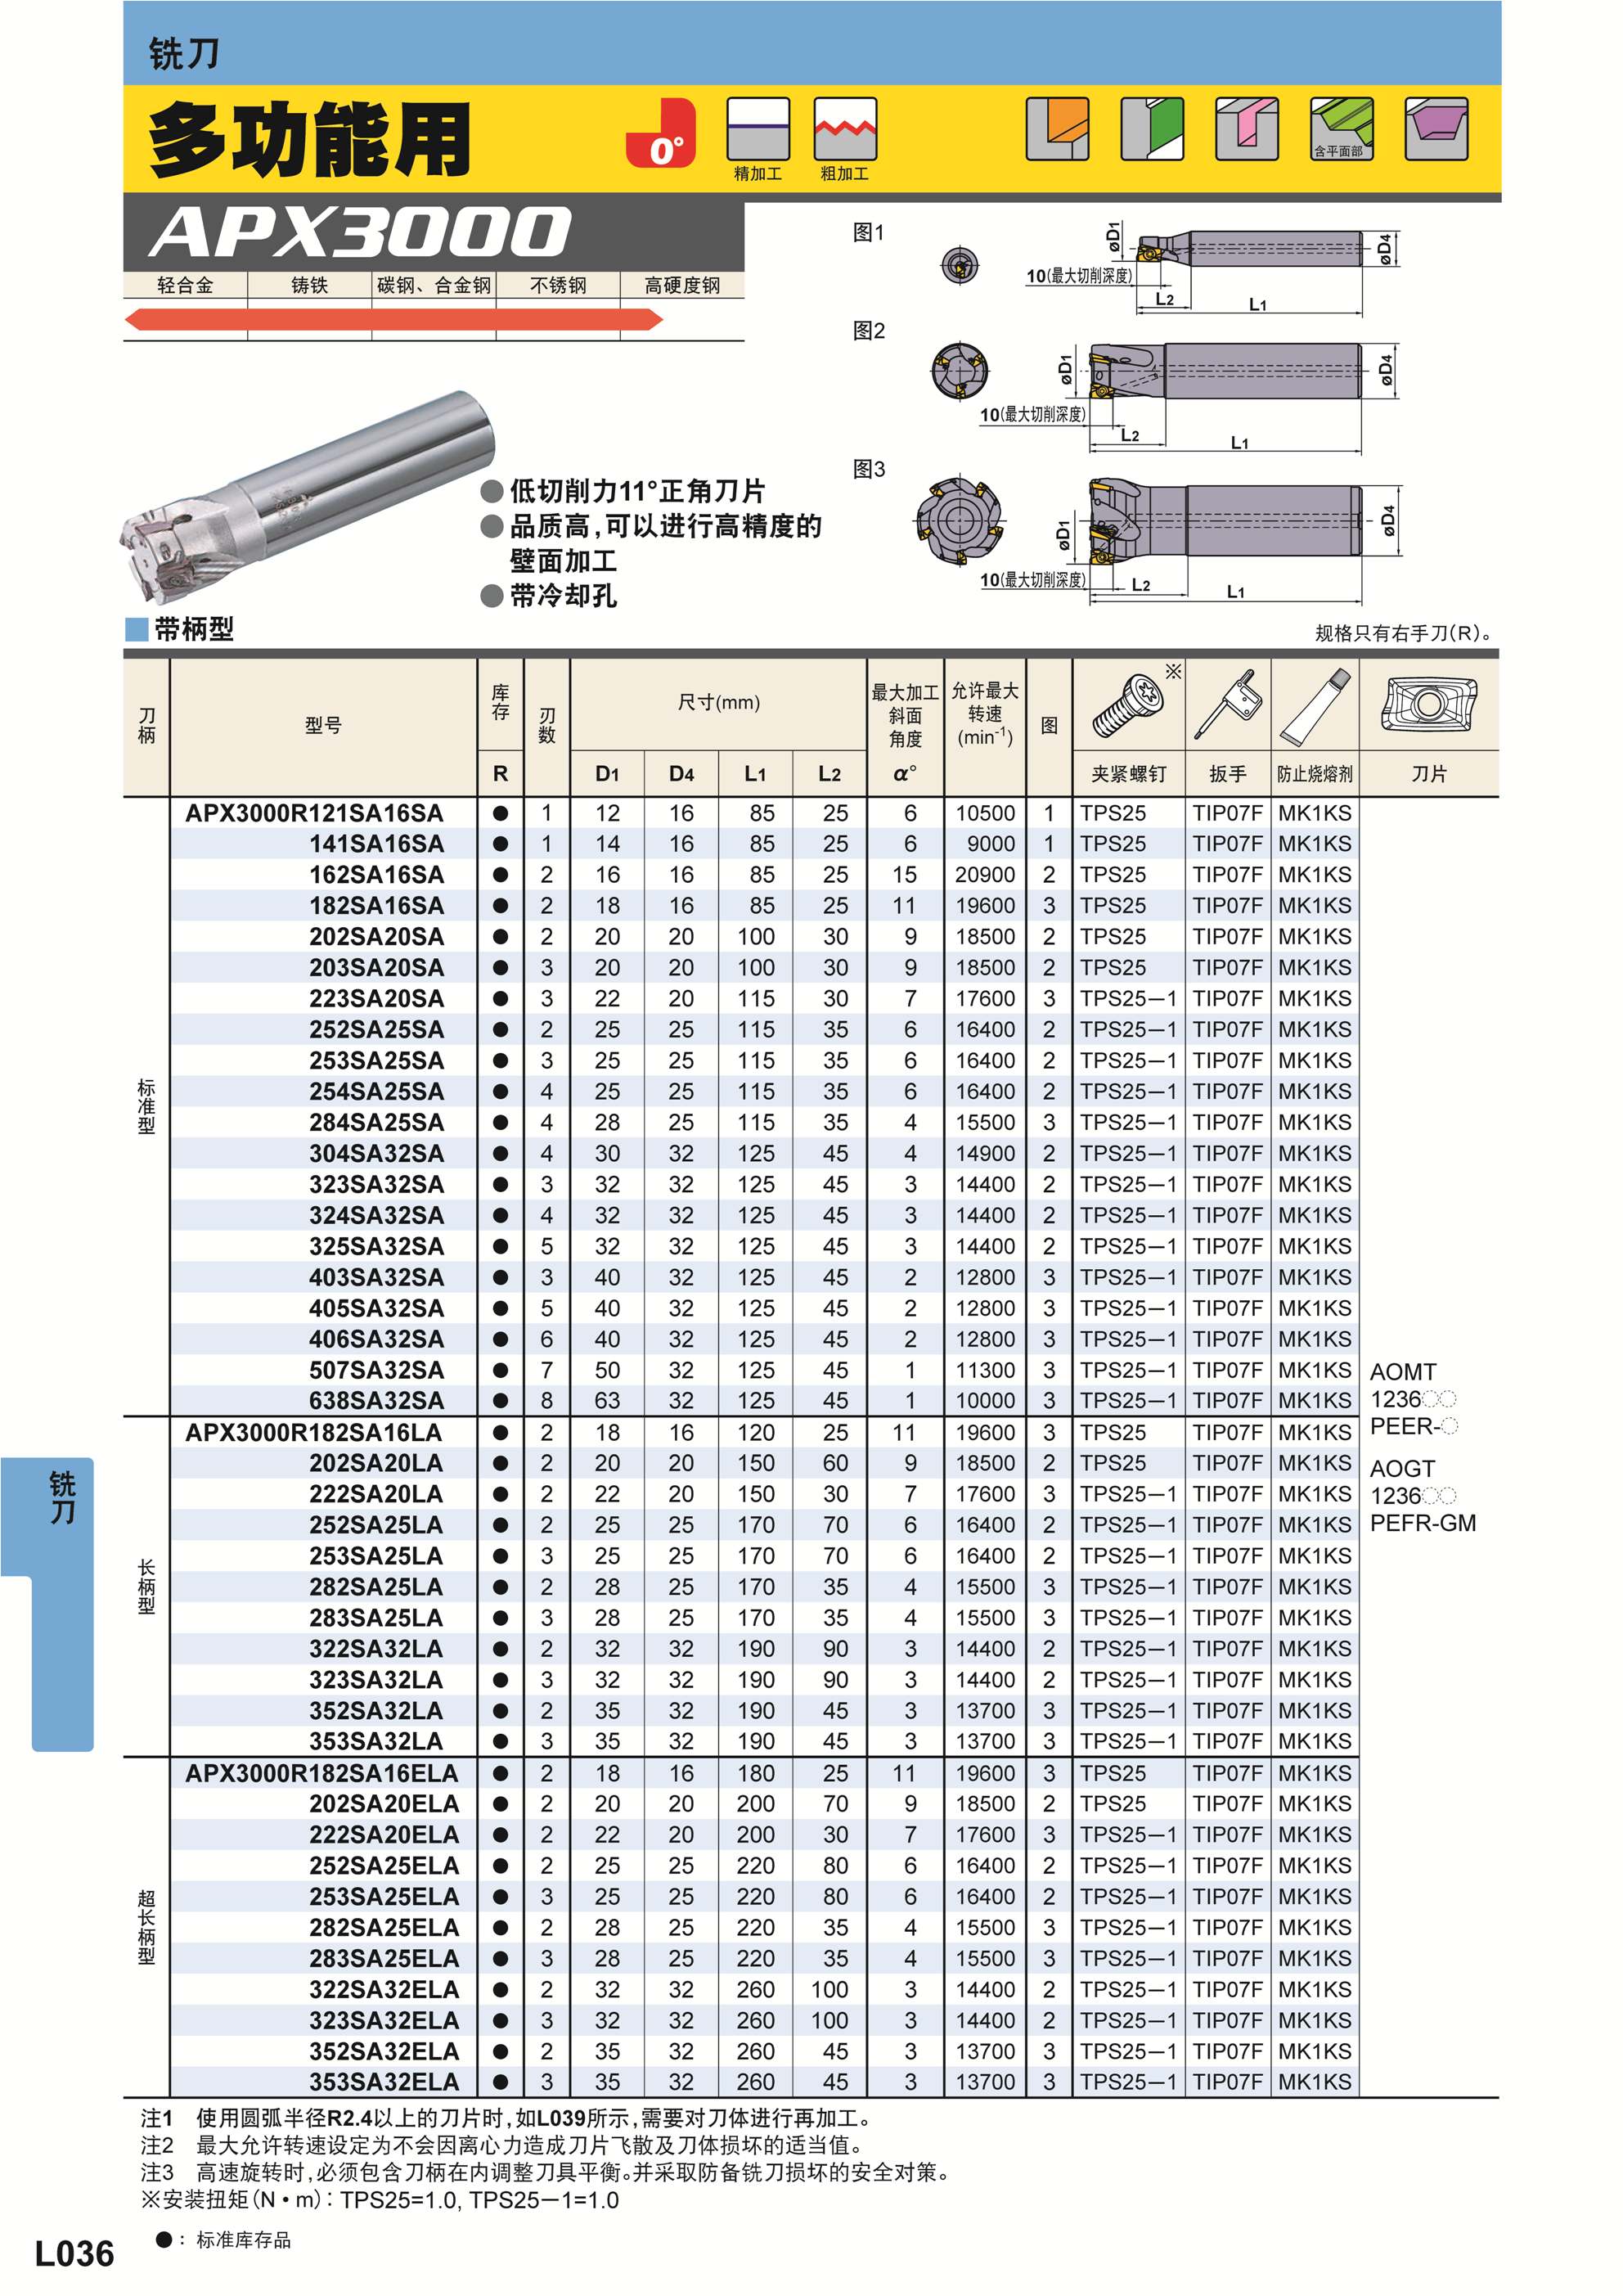 铣刀
多功能用
0°
精加工
粗加工
含平面部
APX3000
轻合金 铸铁 碳钢、合金钢 不锈钢 高硬度钢
图1
øD1
øD4
10(最大切削深度)
L2
L1
图2
øD1
øD4
10(最大切削深度)
L2
L1
图3
øD1
øD4
10(最大切削深度)
L2
L1
●低切削力11°正角刀片
●品质高,可以进行高精度的
壁面加工
●带冷却孔
■带柄型
规格只有右手刀(R)。
刀柄 型号 库存 刃数 尺寸(mm) 最大加工斜面角度 允许最大转速(min-1) 图 ※
R D1 D4 L1 L2 α° 夹紧螺钉 扳手 防止烧熔剂 刀片
标准型
APX3000R121SA16SA ● 1 12 16 85 25 6 10500 1 TPS25 TIP07F MK1KS
141SA16SA ● 1 14 16 85 25 6 9000 1 TPS25 TIP07F MK1KS
162SA16SA ● 2 16 16 85 25 15 20900 2 TPS25 TIP07F MK1KS
182SA16SA ● 2 18 16 85 25 11 19600 3 TPS25 TIP07F MK1KS
202SA20SA ● 2 20 20 100 30 9 18500 2 TPS25 TIP07F MK1KS
203SA20SA ● 3 20 20 100 30 9 18500 2 TPS25 TIP07F MK1KS
223SA20SA ● 3 22 20 115 30 7 17600 3 TPS25−1 TIP07F MK1KS
252SA25SA ● 2 25 25 115 35 6 16400 2 TPS25−1 TIP07F MK1KS
253SA25SA ● 3 25 25 115 35 6 16400 2 TPS25−1 TIP07F MK1KS
254SA25SA ● 4 25 25 115 35 6 16400 2 TPS25−1 TIP07F MK1KS
284SA25SA ● 4 28 25 115 35 4 15500 3 TPS25−1 TIP07F MK1KS
304SA32SA ● 4 30 32 125 45 4 14900 2 TPS25−1 TIP07F MK1KS
323SA32SA ● 3 32 32 125 45 3 14400 2 TPS25−1 TIP07F MK1KS
324SA32SA ● 4 32 32 125 45 3 14400 2 TPS25−1 TIP07F MK1KS
325SA32SA ● 5 32 32 125 45 3 14400 2 TPS25−1 TIP07F MK1KS
403SA32SA ● 3 40 32 125 45 2 12800 3 TPS25−1 TIP07F MK1KS
405SA32SA ● 5 40 32 125 45 2 12800 3 TPS25−1 TIP07F MK1KS
406SA32SA ● 6 40 32 125 45 2 12800 3 TPS25−1 TIP07F MK1KS
507SA32SA ● 7 50 32 125 45 1 11300 3 TPS25−1 TIP07F MK1KS
638SA32SA ● 8 63 32 125 45 1 10000 3 TPS25−1 TIP07F MK1KS
AOMT
1236◌◌
PEER-◌
AOGT
1236◌◌
PEFR-GM
长柄型
APX3000R182SA16LA ● 2 18 16 120 25 11 19600 3 TPS25 TIP07F MK1KS
202SA20LA ● 2 20 20 150 60 9 18500 2 TPS25 TIP07F MK1KS
222SA20LA ● 2 22 20 150 30 7 17600 3 TPS25−1 TIP07F MK1KS
252SA25LA ● 2 25 25 170 70 6 16400 2 TPS25−1 TIP07F MK1KS
253SA25LA ● 3 25 25 170 70 6 16400 2 TPS25−1 TIP07F MK1KS
282SA25LA ● 2 28 25 170 35 4 15500 3 TPS25−1 TIP07F MK1KS
283SA25LA ● 3 28 25 170 35 4 15500 3 TPS25−1 TIP07F MK1KS
322SA32LA ● 2 32 32 190 90 3 14400 2 TPS25−1 TIP07F MK1KS
323SA32LA ● 3 32 32 190 90 3 14400 2 TPS25−1 TIP07F MK1KS
352SA32LA ● 2 35 32 190 45 3 13700 3 TPS25−1 TIP07F MK1KS
353SA32LA ● 3 35 32 190 45 3 13700 3 TPS25−1 TIP07F MK1KS
超长柄型
APX3000R182SA16ELA ● 2 18 16 180 25 11 19600 3 TPS25 TIP07F MK1KS
202SA20ELA ● 2 20 20 200 70 9 18500 2 TPS25 TIP07F MK1KS
222SA20ELA ● 2 22 20 200 30 7 17600 3 TPS25−1 TIP07F MK1KS
252SA25ELA ● 2 25 25 220 80 6 16400 2 TPS25−1 TIP07F MK1KS
253SA25ELA ● 3 25 25 220 80 6 16400 2 TPS25−1 TIP07F MK1KS
282SA25ELA ● 2 28 25 220 35 4 15500 3 TPS25−1 TIP07F MK1KS
283SA25ELA ● 3 28 25 220 35 4 15500 3 TPS25−1 TIP07F MK1KS
322SA32ELA ● 2 32 32 260 100 3 14400 2 TPS25−1 TIP07F MK1KS
323SA32ELA ● 3 32 32 260 100 3 14400 2 TPS25−1 TIP07F MK1KS
352SA32ELA ● 2 35 32 260 45 3 13700 3 TPS25−1 TIP07F MK1KS
353SA32ELA ● 3 35 32 260 45 3 13700 3 TPS25−1 TIP07F MK1KS
铣刀
注1 使用圆弧半径R2.4以上的刀片时,如L039所示,需要对刀体进行再加工。
注2 最大允许转速设定为不会因离心力造成刀片飞散及刀体损坏的适当值。
注3 高速旋转时,必须包含刀柄在内调整刀具平衡。并采取防备铣刀损坏的安全对策。
※安装扭矩(N•m):TPS25=1.0, TPS25−1=1.0
●：标准库存品
L036